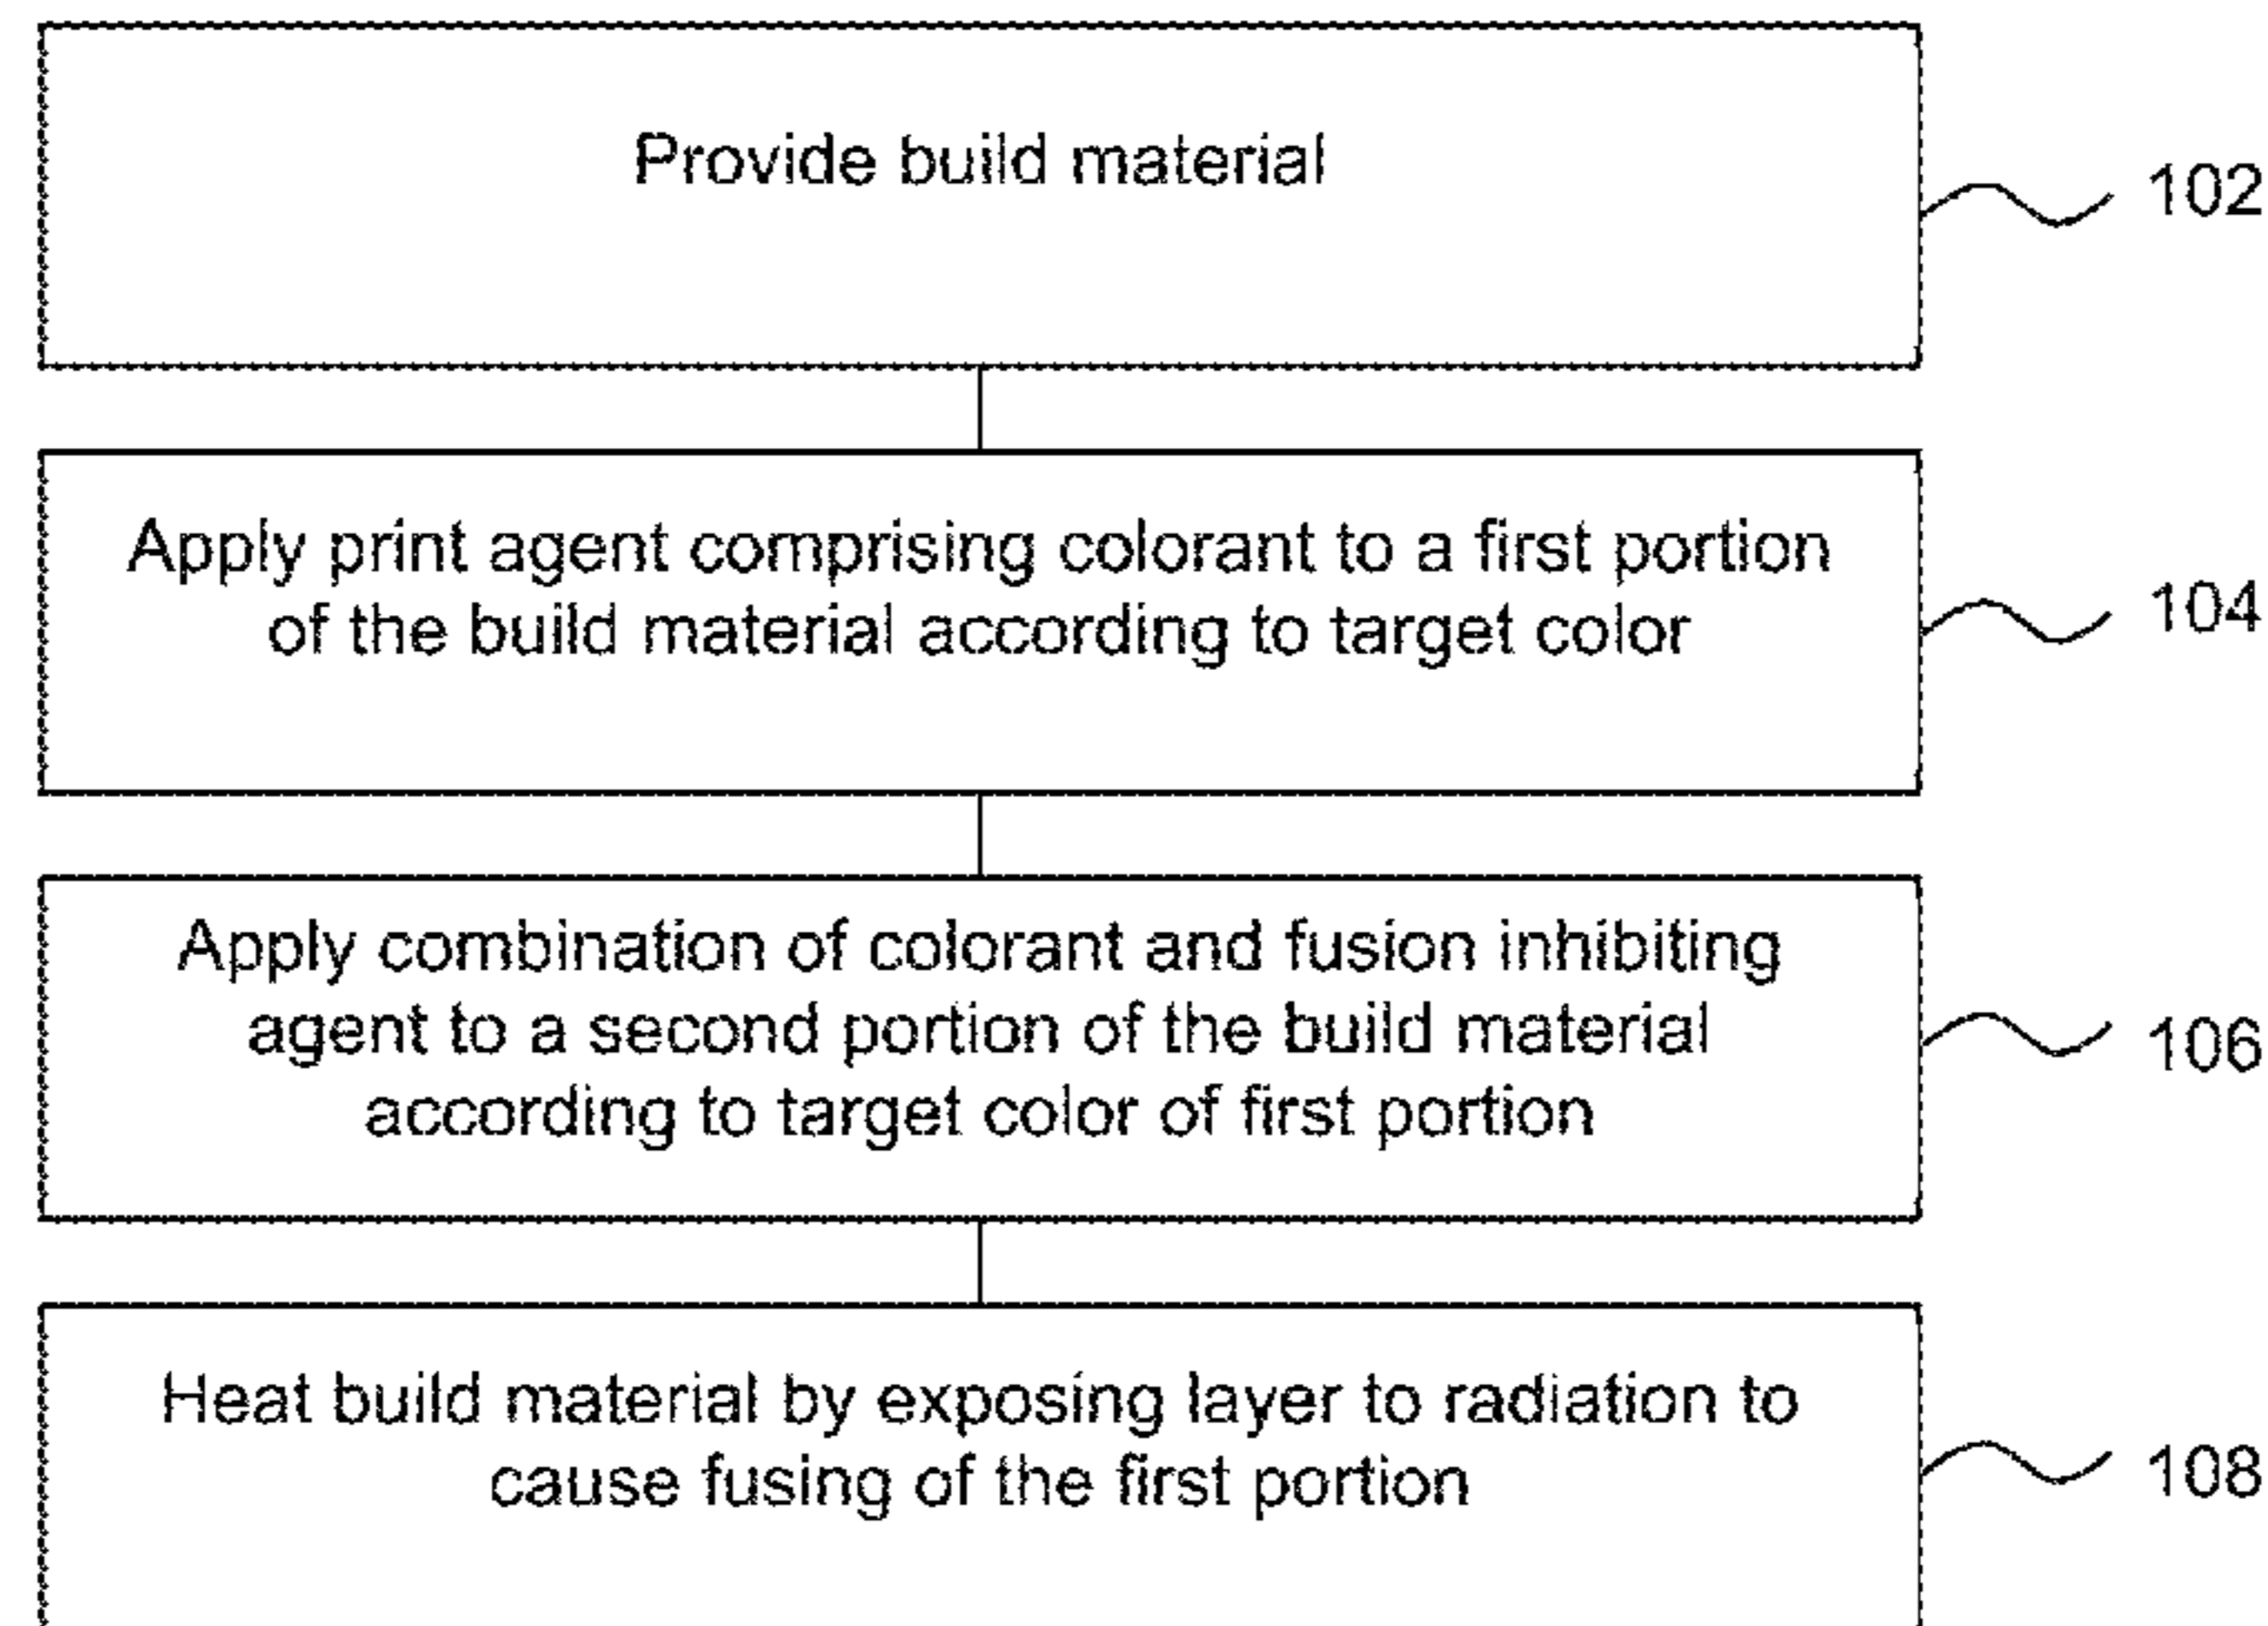 Provide build material
102
Apply print agent comprising colorant to a first portion
of the build material according to target color
104
Apply combination of colorant and fusion inhibiting
agent to a second portion of the build material
according to target color of first portion
106
Heat build material by exposing layer to radiation to
cause fusing of the first portion
108